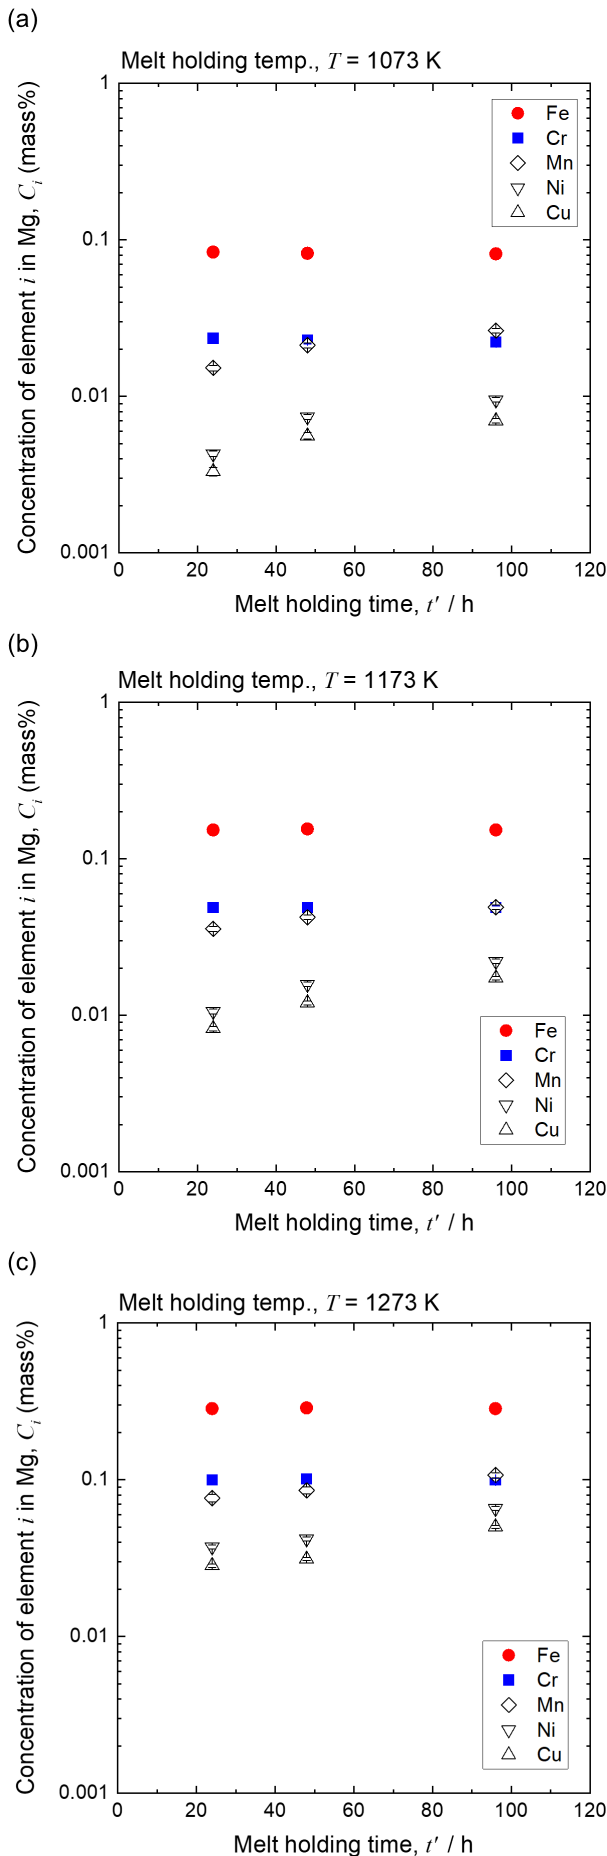 (a)
Melt holding temp., T = 1073 K
Concentration of element i in Mg, Cᵢ (mass%)
1
0.1
0.01
0.001
Fe
Cr
Mn
Ni
Cu
0 20 40 60 80 100 120
Melt holding time, t′ / h
(b)
Melt holding temp., T = 1173 K
Concentration of element i in Mg, Cᵢ (mass%)
1
0.1
0.01
0.001
Fe
Cr
Mn
Ni
Cu
0 20 40 60 80 100 120
Melt holding time, t′ / h
(c)
Melt holding temp., T = 1273 K
Concentration of element i in Mg, Cᵢ (mass%)
1
0.1
0.01
0.001
Fe
Cr
Mn
Ni
Cu
0 20 40 60 80 100 120
Melt holding time, t′ / h